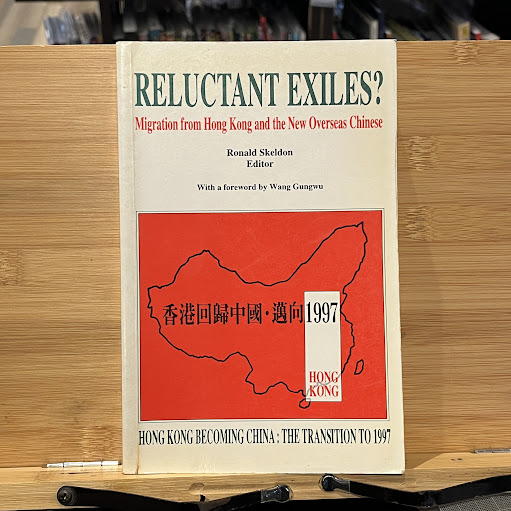 RELUCTANT EXILES?
Migration from Hong Kong and the New Overseas Chinese
Ronald Skeldon
Editor
With a foreword by Wang Gungwu
香港回歸中國·邁向1997
HONG
KONG
HONG KONG BECOMING CHINA: THE TRANSITION TO 1997